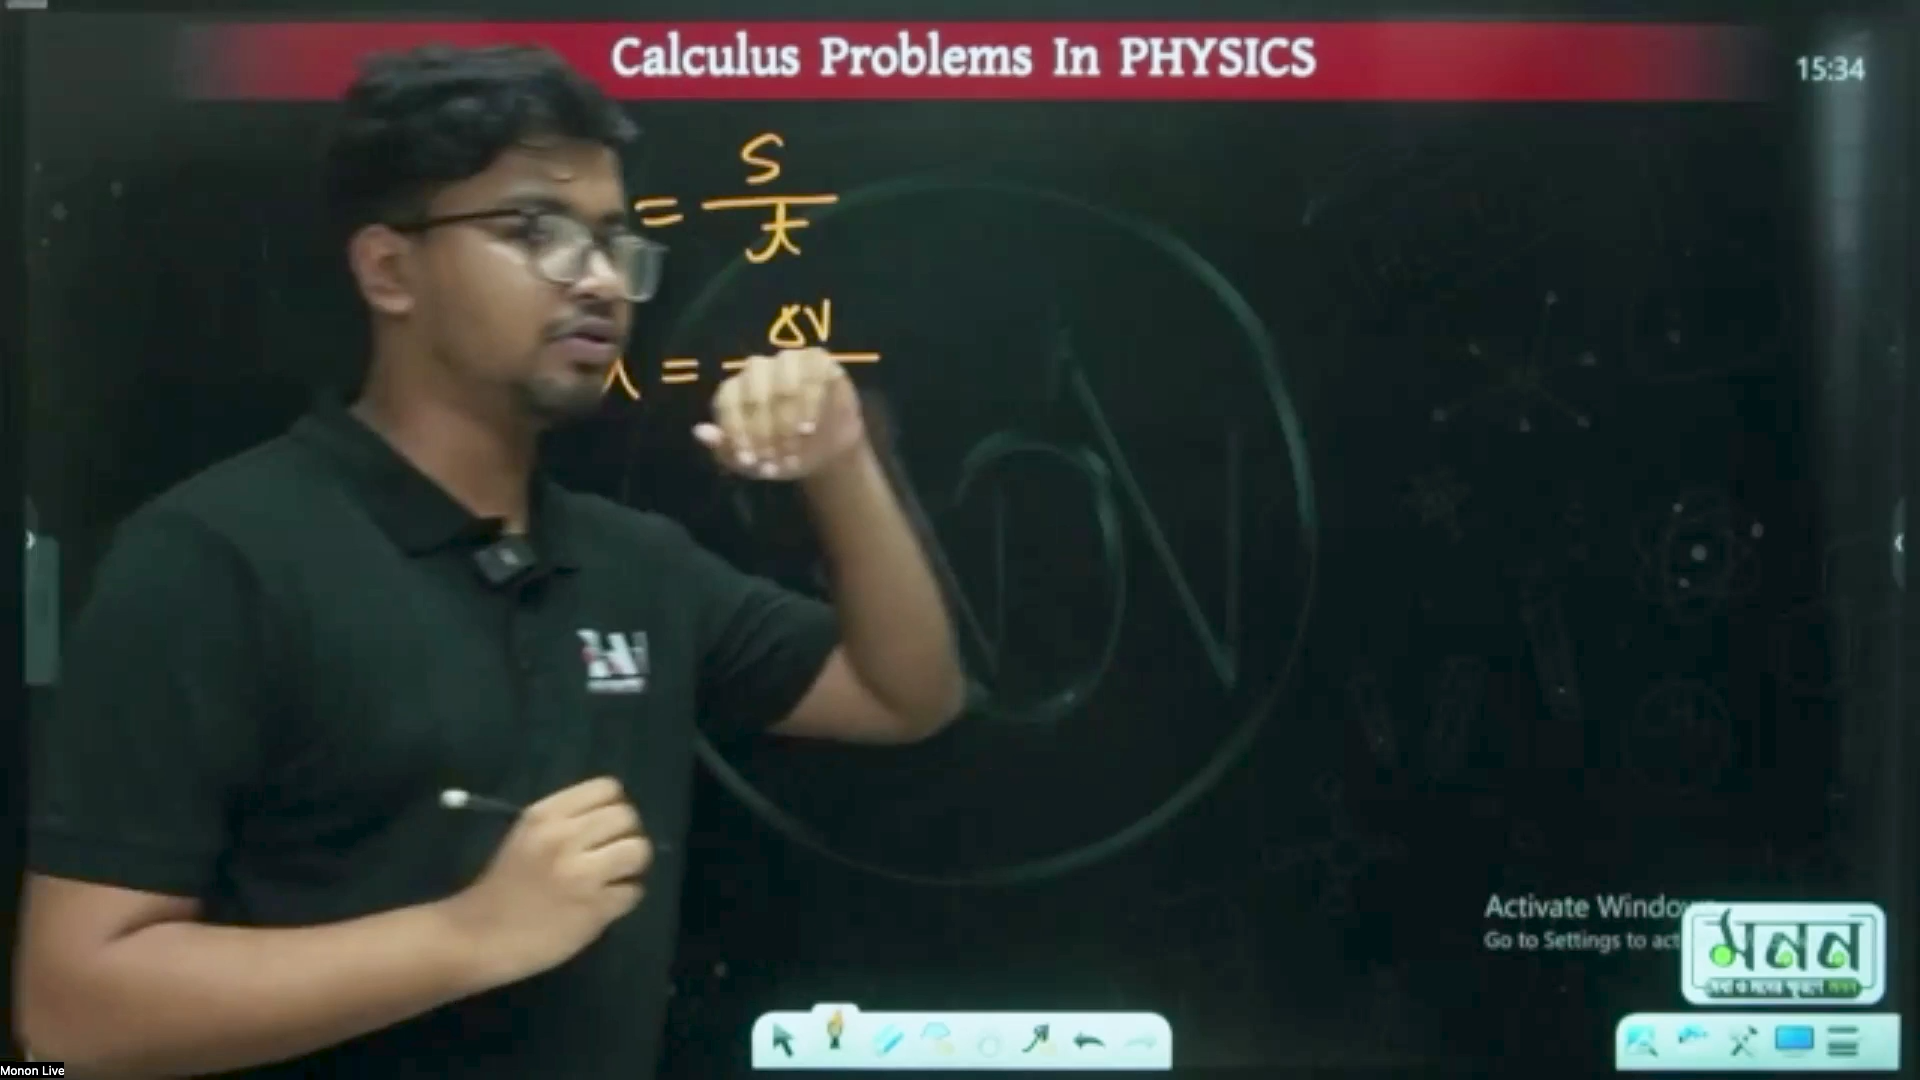 Calculus Problems In PHYSICS
15:34
= S/t
= ΔV
Activate Windo
Go to Settings to act
মনন
Monon Live